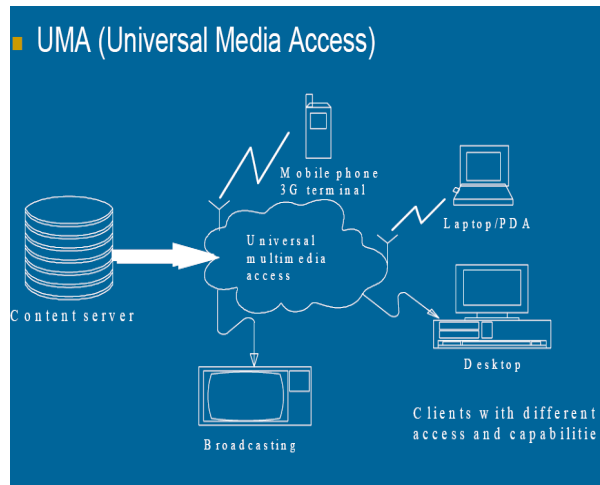 UMA (Universal Media Access)
Mobile phone
3G terminal
Laptop/PDA
Universal
multimedia
access
Content server
Desktop
Broadcasting
Clients with different
access and capabilitie